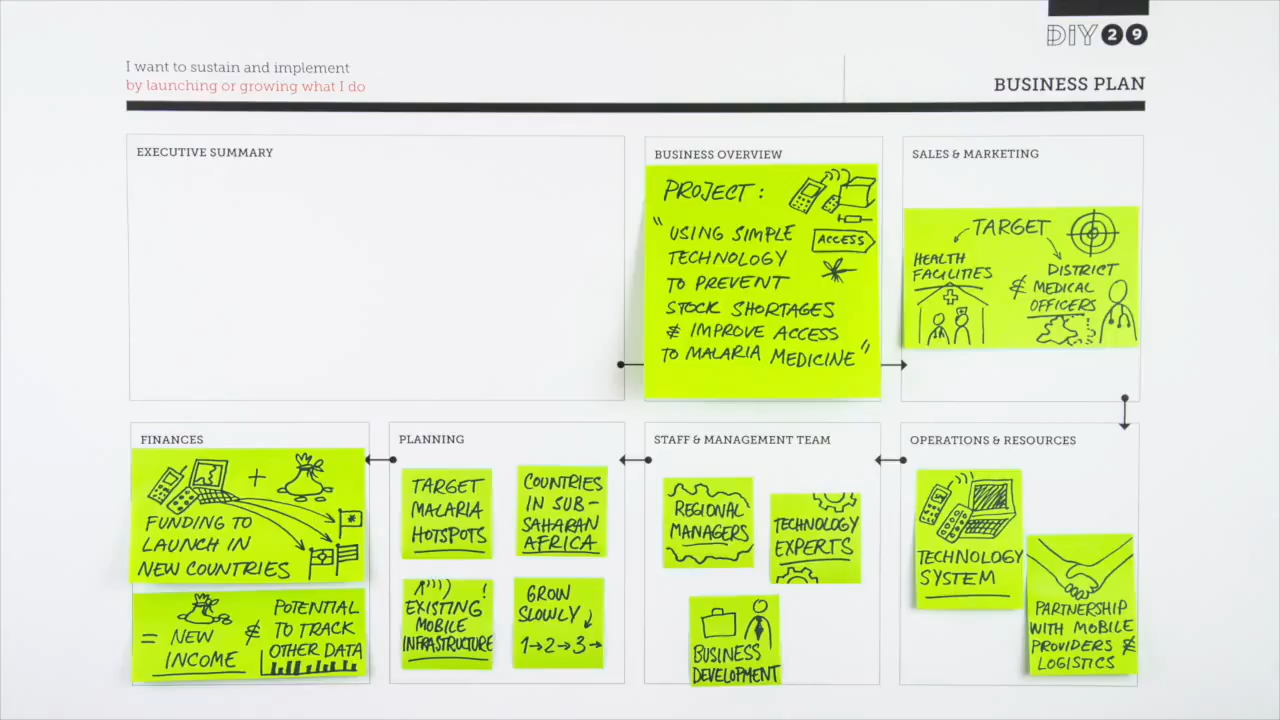 DIY 29
I want to sustain and implement
by launching or growing what I do
BUSINESS PLAN
EXECUTIVE SUMMARY
BUSINESS OVERVIEW
PROJECT :
"USING SIMPLE
TECHNOLOGY
TO PREVENT
STOCK SHORTAGES
& IMPROVE ACCESS
TO MALARIA MEDICINE"
ACCESS
SALES & MARKETING
TARGET
HEALTH
FACILITIES
&
DISTRICT
MEDICAL
OFFICERS
FINANCES
+
FUNDING TO
LAUNCH IN
NEW COUNTRIES
= NEW
INCOME
&
POTENTIAL
TO TRACK
OTHER DATA
PLANNING
TARGET
MALARIA
HOTSPOTS
COUNTRIES
IN SUB-
SAHARAN
AFRICA
!
EXISTING
MOBILE
INFRASTRUCTURE
GROW
SLOWLY ↓
1→2→3→
STAFF & MANAGEMENT TEAM
REGIONAL
MANAGERS
TECHNOLOGY
EXPERTS
BUSINESS
DEVELOPMENT
OPERATIONS & RESOURCES
TECHNOLOGY
SYSTEM
PARTNERSHIP
WITH MOBILE
PROVIDERS &
LOGISTICS